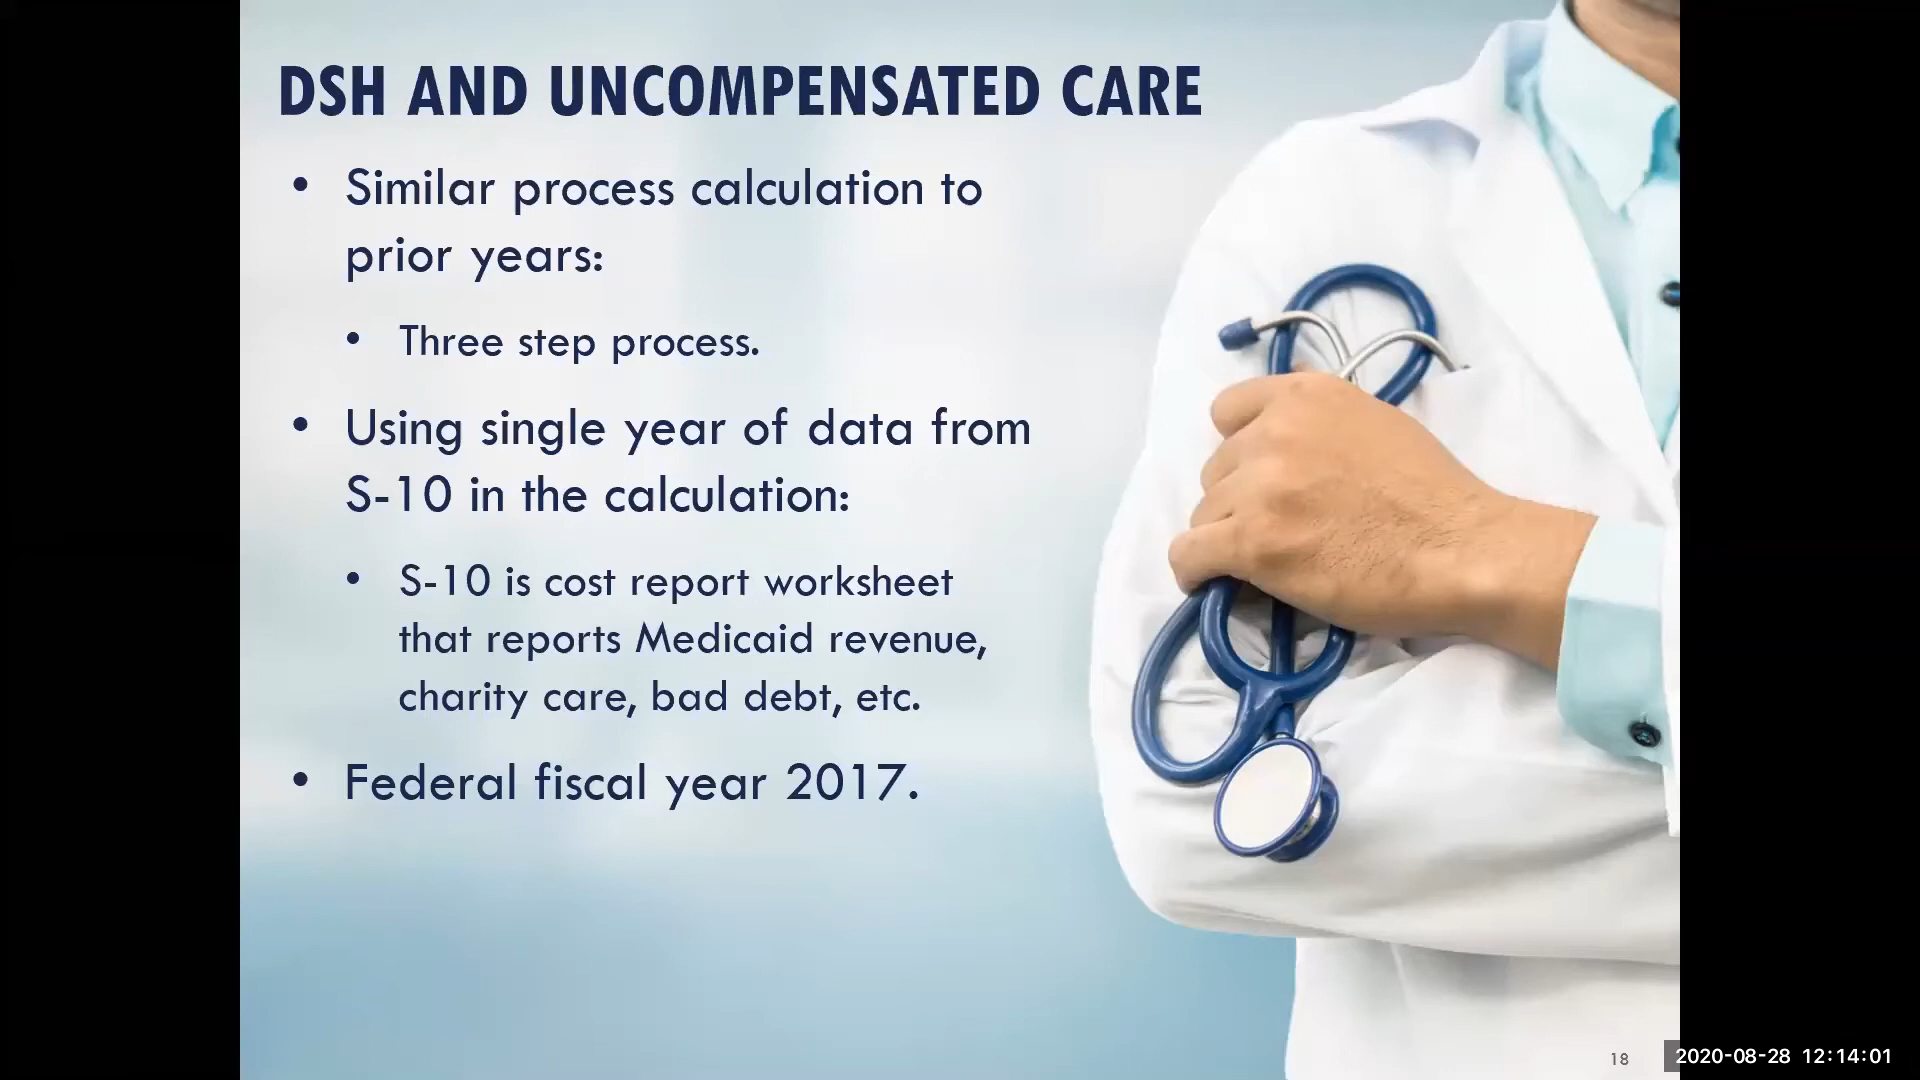 DSH AND UNCOMPENSATED CARE
• Similar process calculation to
prior years:
• Three step process.
• Using single year of data from
S-10 in the calculation:
• S-10 is cost report worksheet
that reports Medicaid revenue,
charity care, bad debt, etc.
• Federal fiscal year 2017.
18
2020-08-28 12:14:01